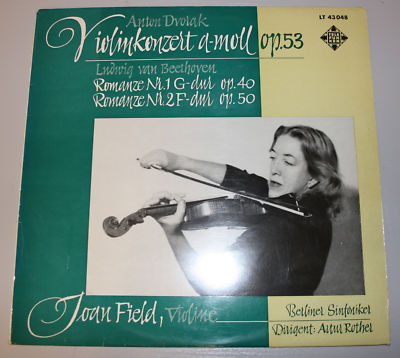 LT 43048
Anton Dvorak
Violinkonzert a-moll op.53
Ludwig van Beethoven
Romanze Nr.1 G-dur op.40
Romanze Nr.2 F-dur op.50
Joan Field, Violine
Berliner Sinfoniker
Dirigent: Artur Rother